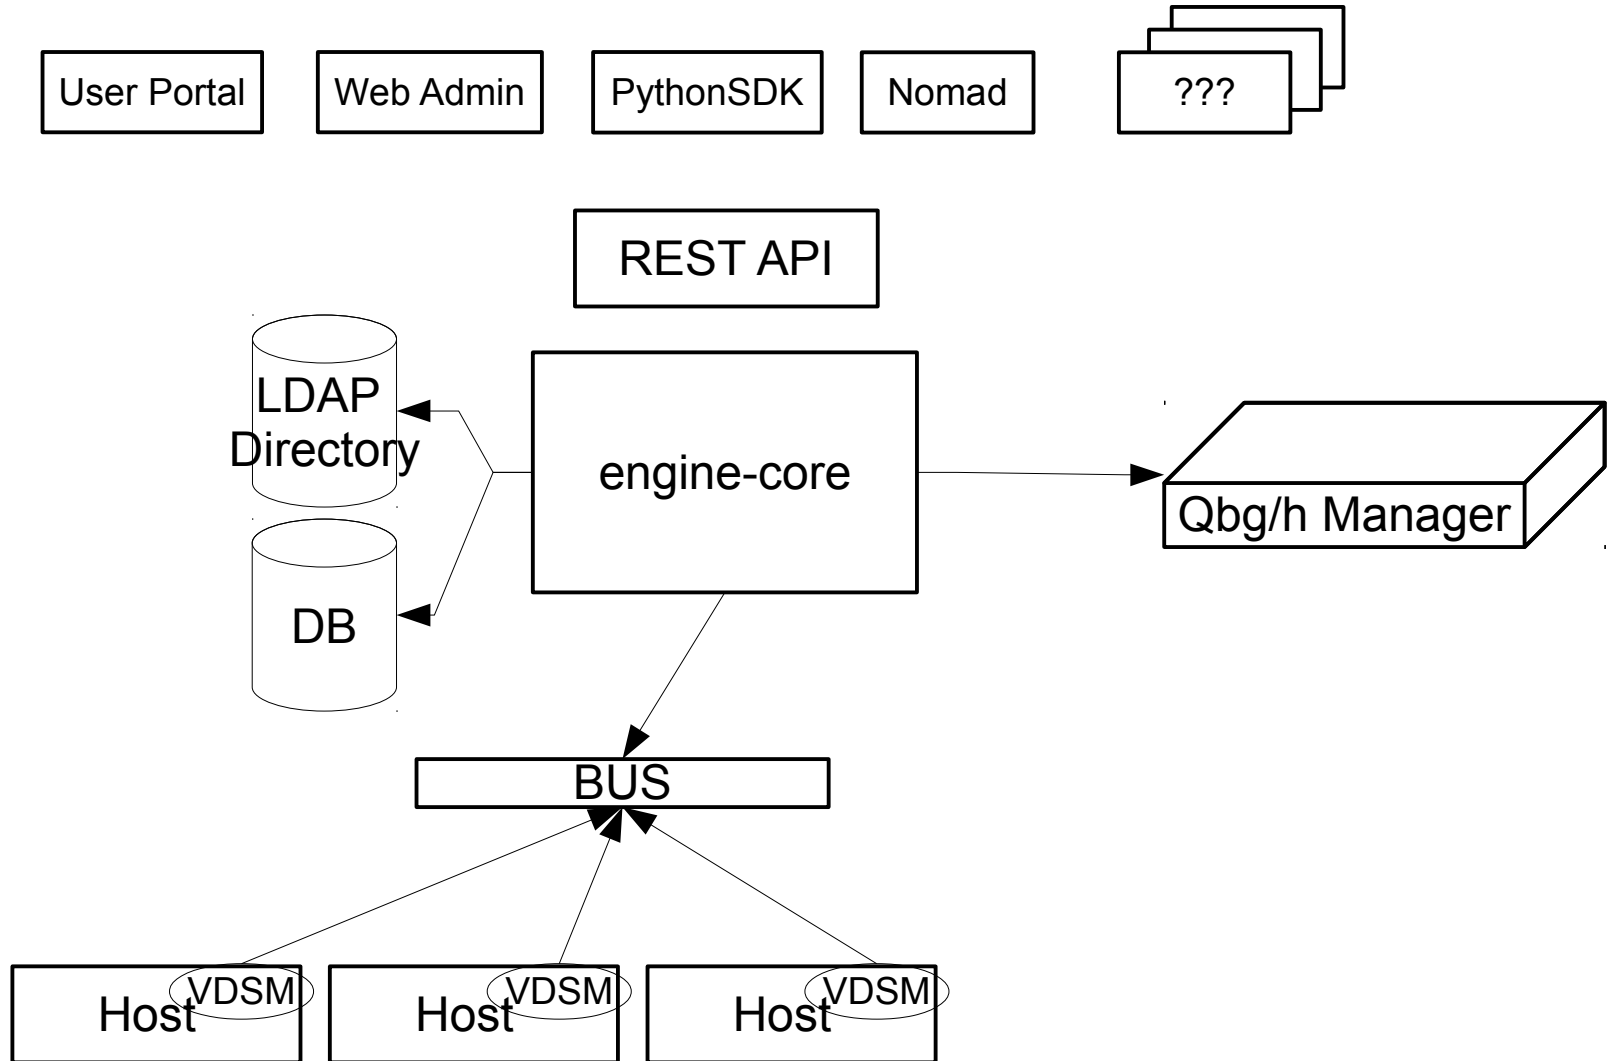 User Portal
Web Admin
PythonSDK
Nomad
???
REST API
LDAP
Directory
engine-core
Qbg/h Manager
DB
BUS
VDSM
Host
VDSM
Host
VDSM
Host